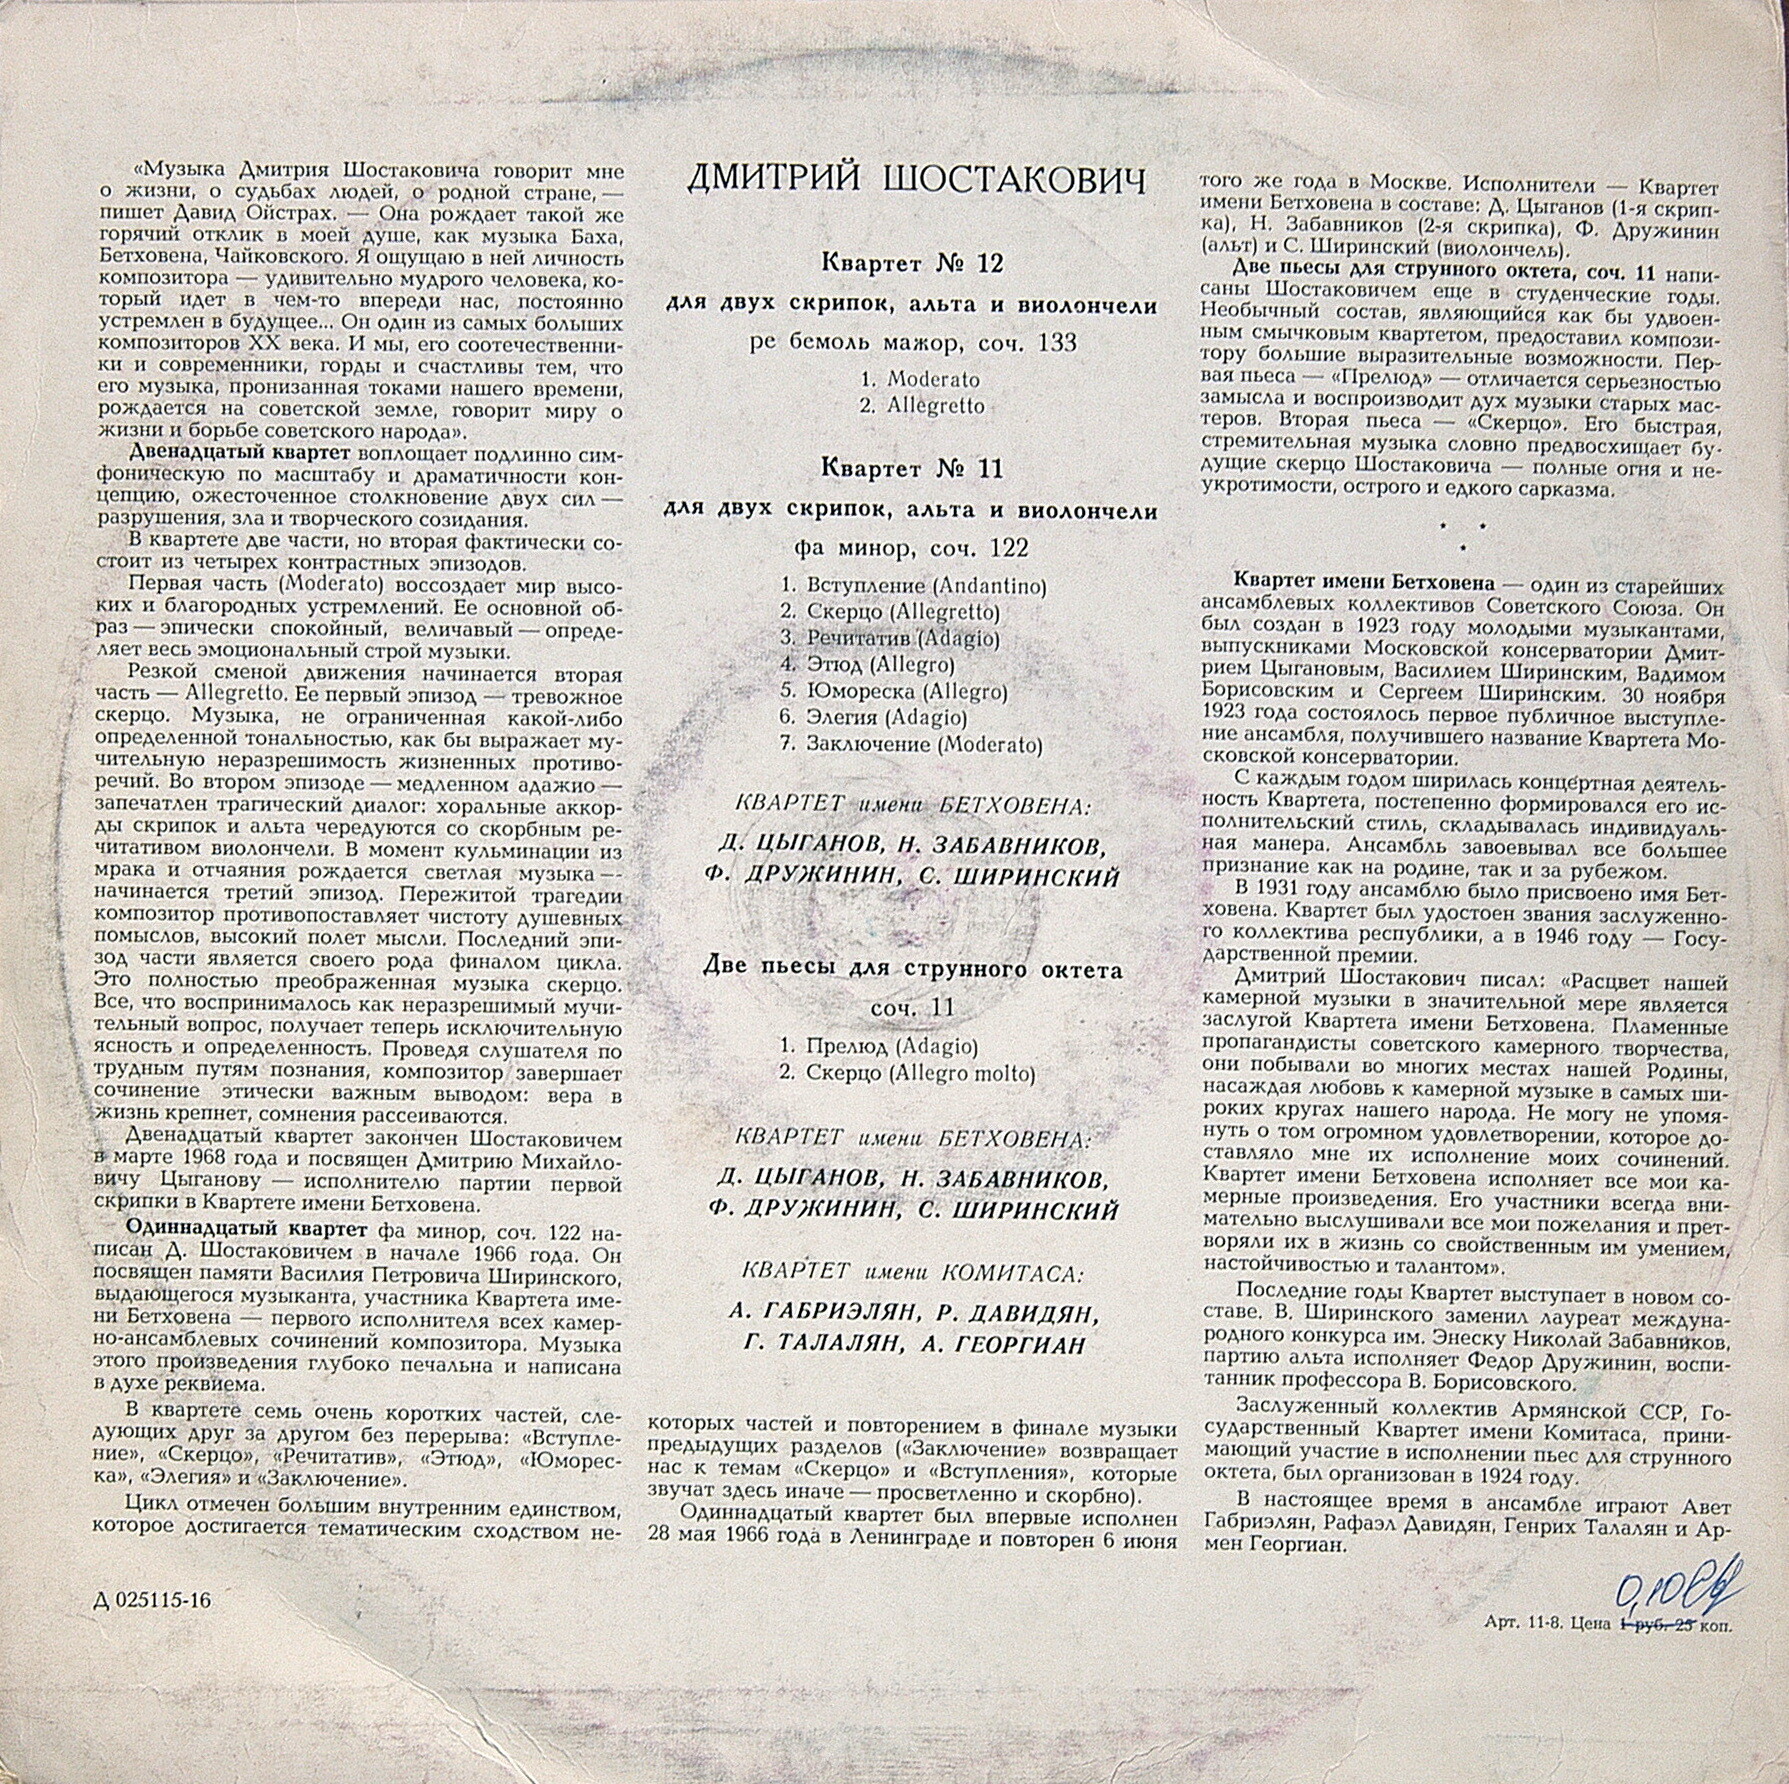 «Музыка Дмитрия Шостаковича говорит мне
о жизни, о судьбах людей, о родной стране, —
пишет Давид Ойстрах. — Она рождает такой же
горячий отклик в моей душе, как музыка Баха,
Бетховена, Чайковского. Я ощущаю в ней личность
композитора — удивительно мудрого человека, ко-
торый идет в чем-то впереди нас, постоянно
устремлен в будущее... Он один из самых больших
композиторов XX века. И мы, его соотечественни-
ки и современники, горды и счастливы тем, что
его музыка, пронизанная токами нашего времени,
рождается на советской земле, говорит миру о
жизни и борьбе советского народа».
Двенадцатый квартет воплощает подлинно сим-
фоническую по масштабу и драматичности кон-
цепцию, ожесточенное столкновение двух сил —
разрушения, зла и творческого созидания.
В квартете две части, но вторая фактически со-
стоит из четырех контрастных эпизодов.
Первая часть (Moderato) воссоздает мир высо-
ких и благородных устремлений. Ее основной об-
раз — эпически спокойный, величавый — опреде-
ляет весь эмоциональный строй музыки.
Резкой сменой движения начинается вторая
часть — Allegretto. Ее первый эпизод — тревожное
скерцо. Музыка, не ограниченная какой-либо
определенной тональностью, как бы выражает му-
чительную неразрешимость жизненных противо-
речий. Во втором эпизоде — медленном адажио —
запечатлен трагический диалог: хоральные аккор-
ды скрипок и альта чередуются со скорбным ре-
читативом виолончели. В момент кульминации из
мрака и отчаяния рождается светлая музыка —
начинается третий эпизод. Пережитой трагедии
композитор противопоставляет чистоту душевных
помыслов, высокий полет мысли. Последний эпи-
зод части является своего рода финалом цикла.
Это полностью преображенная музыка скерцо.
Все, что воспринималось как неразрешимый мучи-
тельный вопрос, получает теперь исключительную
ясность и определенность. Проведя слушателя по
трудным путям познания, композитор завершает
сочинение этически важным выводом: вера в
жизнь крепнет, сомнения рассеиваются.
Двенадцатый квартет закончен Шостаковичем
в марте 1968 года и посвящен Дмитрию Михайло-
вичу Цыганову — исполнителю партии первой
скрипки в Квартете имени Бетховена.
Одиннадцатый квартет фа минор, соч. 122 на-
писан Д. Шостаковичем в начале 1966 года. Он
посвящен памяти Василия Петровича Ширинского,
выдающегося музыканта, участника Квартета име-
ни Бетховена — первого исполнителя всех камер-
но-ансамблевых сочинений композитора. Музыка
этого произведения глубоко печальна и написана
в духе реквиема.
В квартете семь очень коротких частей, сле-
дующих друг за другом без перерыва: «Вступле-
ние», «Скерцо», «Речитатив», «Этюд», «Юморес-
ка», «Элегия» и «Заключение».
Цикл отмечен большим внутренним единством,
которое достигается тематическим сходством не-
Д 025115-16
ДМИТРИЙ ШОСТАКОВИЧ
Квартет № 12
для двух скрипок, альта и виолончели
ре бемоль мажор, соч. 133
1. Moderato
2. Allegretto
Квартет № 11
для двух скрипок, альта и виолончели
фа минор, соч. 122
1. Вступление (Andantino)
2. Скерцо (Allegretto)
3. Речитатив (Adagio)
4. Этюд (Allegro)
5. Юмореска (Allegro)
6. Элегия (Adagio)
7. Заключение (Moderato)
КВАРТЕТ имени БЕТХОВЕНА:
Д. ЦЫГАНОВ, Н. ЗАБАВНИКОВ,
Ф. ДРУЖИНИН, С. ШИРИНСКИЙ
Две пьесы для струнного октета
соч. 11
1. Прелюд (Adagio)
2. Скерцо (Allegro molto)
КВАРТЕТ имени БЕТХОВЕНА:
Д. ЦЫГАНОВ, Н. ЗАБАВНИКОВ,
Ф. ДРУЖИНИН, С. ШИРИНСКИЙ
КВАРТЕТ имени КОМИТАСА:
А. ГАБРИЭЛЯН, Р. ДАВИДЯН,
Г. ТАЛАЛЯН, А. ГЕОРГИАН
которых частей и повторением в финале музыки
предыдущих разделов («Заключение» возвращает
нас к темам «Скерцо» и «Вступления», которые
звучат здесь иначе — просветленно и скорбно).
Одиннадцатый квартет был впервые исполнен
28 мая 1966 года в Ленинграде и повторен 6 июня
того же года в Москве. Исполнители — Квартет
имени Бетховена в составе: Д. Цыганов (1-я скрип-
ка), Н. Забавников (2-я скрипка), Ф. Дружинин
(альт) и С. Ширинский (виолончель).
Две пьесы для струнного октета, соч. 11 напи-
саны Шостаковичем еще в студенческие годы.
Необычный состав, являющийся как бы удвоен-
ным смычковым квартетом, предоставил компози-
тору большие выразительные возможности. Пер-
вая пьеса — «Прелюд» — отличается серьезностью
замысла и воспроизводит дух музыки старых мас-
теров. Вторая пьеса — «Скерцо». Его быстрая,
стремительная музыка словно предвосхищает бу-
дущие скерцо Шостаковича — полные огня и не-
укротимости, острого и едкого сарказма.
* *
*
Квартет имени Бетховена — один из старейших
ансамблевых коллективов Советского Союза. Он
был создан в 1923 году молодыми музыкантами,
выпускниками Московской консерватории Дмит-
рием Цыгановым, Василием Ширинским, Вадимом
Борисовским и Сергеем Ширинским. 30 ноября
1923 года состоялось первое публичное выступле-
ние ансамбля, получившего название Квартета Мо-
сковской консерватории.
С каждым годом ширилась концертная деятель-
ность Квартета, постепенно формировался его ис-
полнительский стиль, складывалась индивидуаль-
ная манера. Ансамбль завоевывал все большее
признание как на родине, так и за рубежом.
В 1931 году ансамблю было присвоено имя Бет-
ховена. Квартет был удостоен звания заслуженно-
го коллектива республики, а в 1946 году — Госу-
дарственной премии.
Дмитрий Шостакович писал: «Расцвет нашей
камерной музыки в значительной мере является
заслугой Квартета имени Бетховена. Пламенные
пропагандисты советского камерного творчества,
они побывали во многих местах нашей Родины,
насаждая любовь к камерной музыке в самых ши-
роких кругах нашего народа. Не могу не упомя-
нуть о том огромном удовлетворении, которое до-
ставляло мне их исполнение моих сочинений.
Квартет имени Бетховена исполняет все мои ка-
мерные произведения. Его участники всегда вни-
мательно выслушивали все мои пожелания и прет-
воряли их в жизнь со свойственным им умением,
настойчивостью и талантом».
Последние годы Квартет выступает в новом со-
ставе. В. Ширинского заменил лауреат междуна-
родного конкурса им. Энеску Николай Забавников,
партию альта исполняет Федор Дружинин, воспи-
танник профессора В. Борисовского.
Заслуженный коллектив Армянской ССР, Го-
сударственный Квартет имени Комитаса, прини-
мающий участие в исполнении пьес для струнного
октета, был организован в 1924 году.
В настоящее время в ансамбле играют Авет
Габриэлян, Рафаэл Давидян, Генрих Талалян и Ар-
мен Георгиан.
Арт. 11-8. Цена 1 руб. 25 коп.